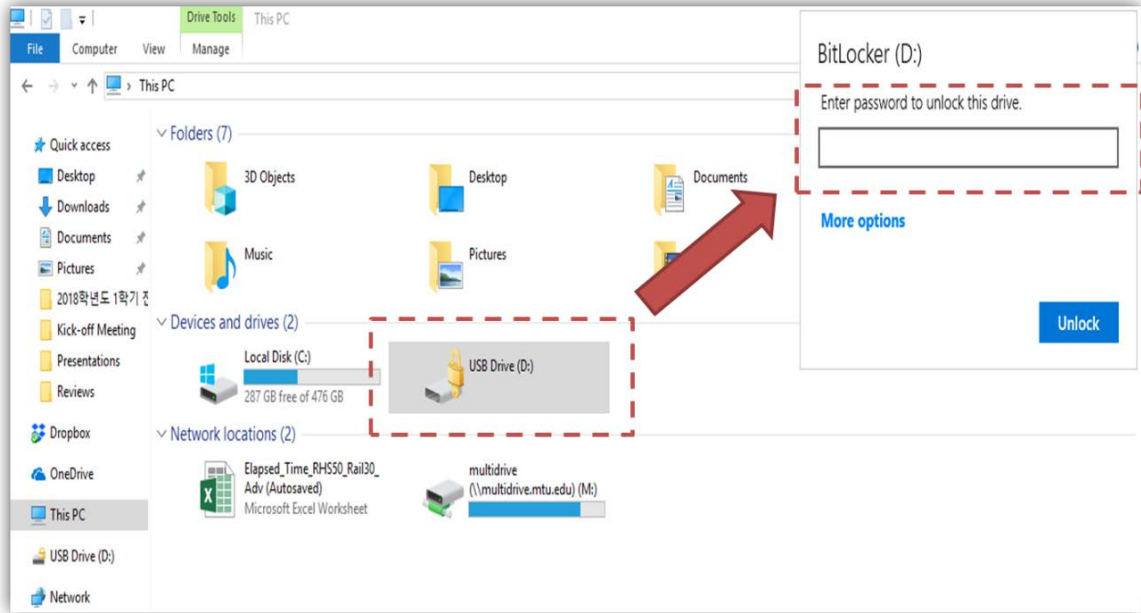 Drive Tools
This PC
File
Computer
View
Manage
This PC
Quick access
Desktop
Downloads
Documents
Pictures
2018학년도 1학기
Kick-off Meeting
Presentations
Reviews
Dropbox
OneDrive
This PC
USB Drive (D:)
Network
Folders (7)
3D Objects
Desktop
Documents
Music
Pictures
Devices and drives (2)
Local Disk (C:)
287 GB free of 476 GB
USB Drive (D:)
Network locations (2)
Elapsed_Time_RHS50_Rail30_
Adv (Autosaved)
Microsoft Excel Worksheet
multidrive
(\\multidrive.mtu.edu) (M:)
BitLocker (D:)
Enter password to unlock this drive.
More options
Unlock